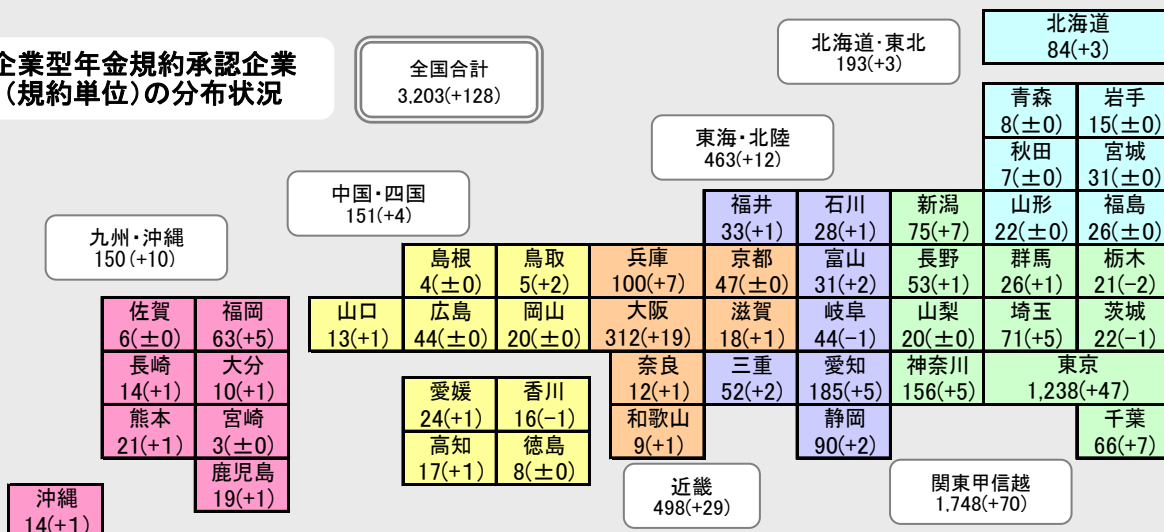 企業型年金規約承認企業
（規約単位）の分布状況
全国合計
3,203(+128)
北海道・東北
193(+3)
北海道
84(+3)
青森
8(±0)
岩手
15(±0)
秋田
7(±0)
宮城
31(±0)
山形
22(±0)
福島
26(±0)
東海・北陸
463(+12)
中国・四国
151(+4)
九州・沖縄
150(+10)
福井
33(+1)
石川
28(+1)
新潟
75(+7)
島根
4(±0)
鳥取
5(+2)
兵庫
100(+7)
京都
47(±0)
富山
31(+2)
長野
53(+1)
群馬
26(+1)
栃木
21(-2)
佐賀
6(±0)
福岡
63(+5)
山口
13(+1)
広島
44(±0)
岡山
20(±0)
大阪
312(+19)
滋賀
18(+1)
岐阜
44(-1)
山梨
20(±0)
埼玉
71(+5)
茨城
22(-1)
長崎
14(+1)
大分
10(+1)
愛媛
24(+1)
香川
16(-1)
奈良
12(+1)
三重
52(+2)
愛知
185(+5)
神奈川
156(+5)
東京
1,238(+47)
熊本
21(+1)
宮崎
3(±0)
高知
17(+1)
徳島
8(±0)
和歌山
9(+1)
静岡
90(+2)
千葉
66(+7)
鹿児島
19(+1)
沖縄
14(+1)
近畿
498(+29)
関東甲信越
1,748(+70)